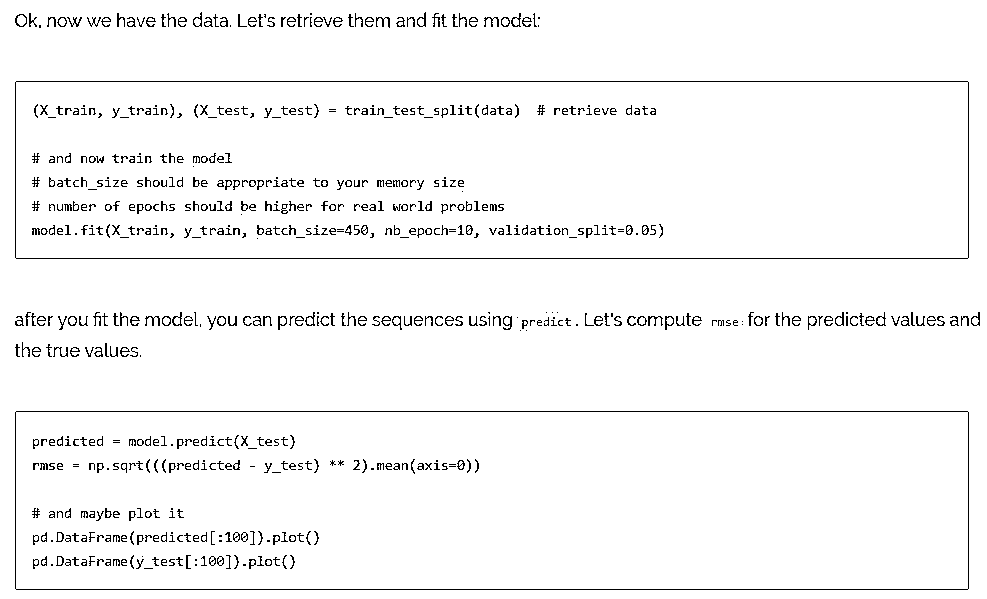 Ok, now we have the data. Let's retrieve them and fit the model:
(X_train, y_train), (X_test, y_test) = train_test_split(data)  # retrieve data
# and now train the model
# batch_size should be appropriate to your memory size
# number of epochs should be higher for real world problems
model.fit(X_train, y_train, batch_size=450, nb_epoch=10, validation_split=0.05)
after you fit the model, you can predict the sequences using predict. Let's compute rmse for the predicted values and
the true values.
predicted = model.predict(X_test)
rmse = np.sqrt(((predicted - y_test) ** 2).mean(axis=0))
# and maybe plot it
pd.DataFrame(predicted[:100]).plot()
pd.DataFrame(y_test[:100]).plot()